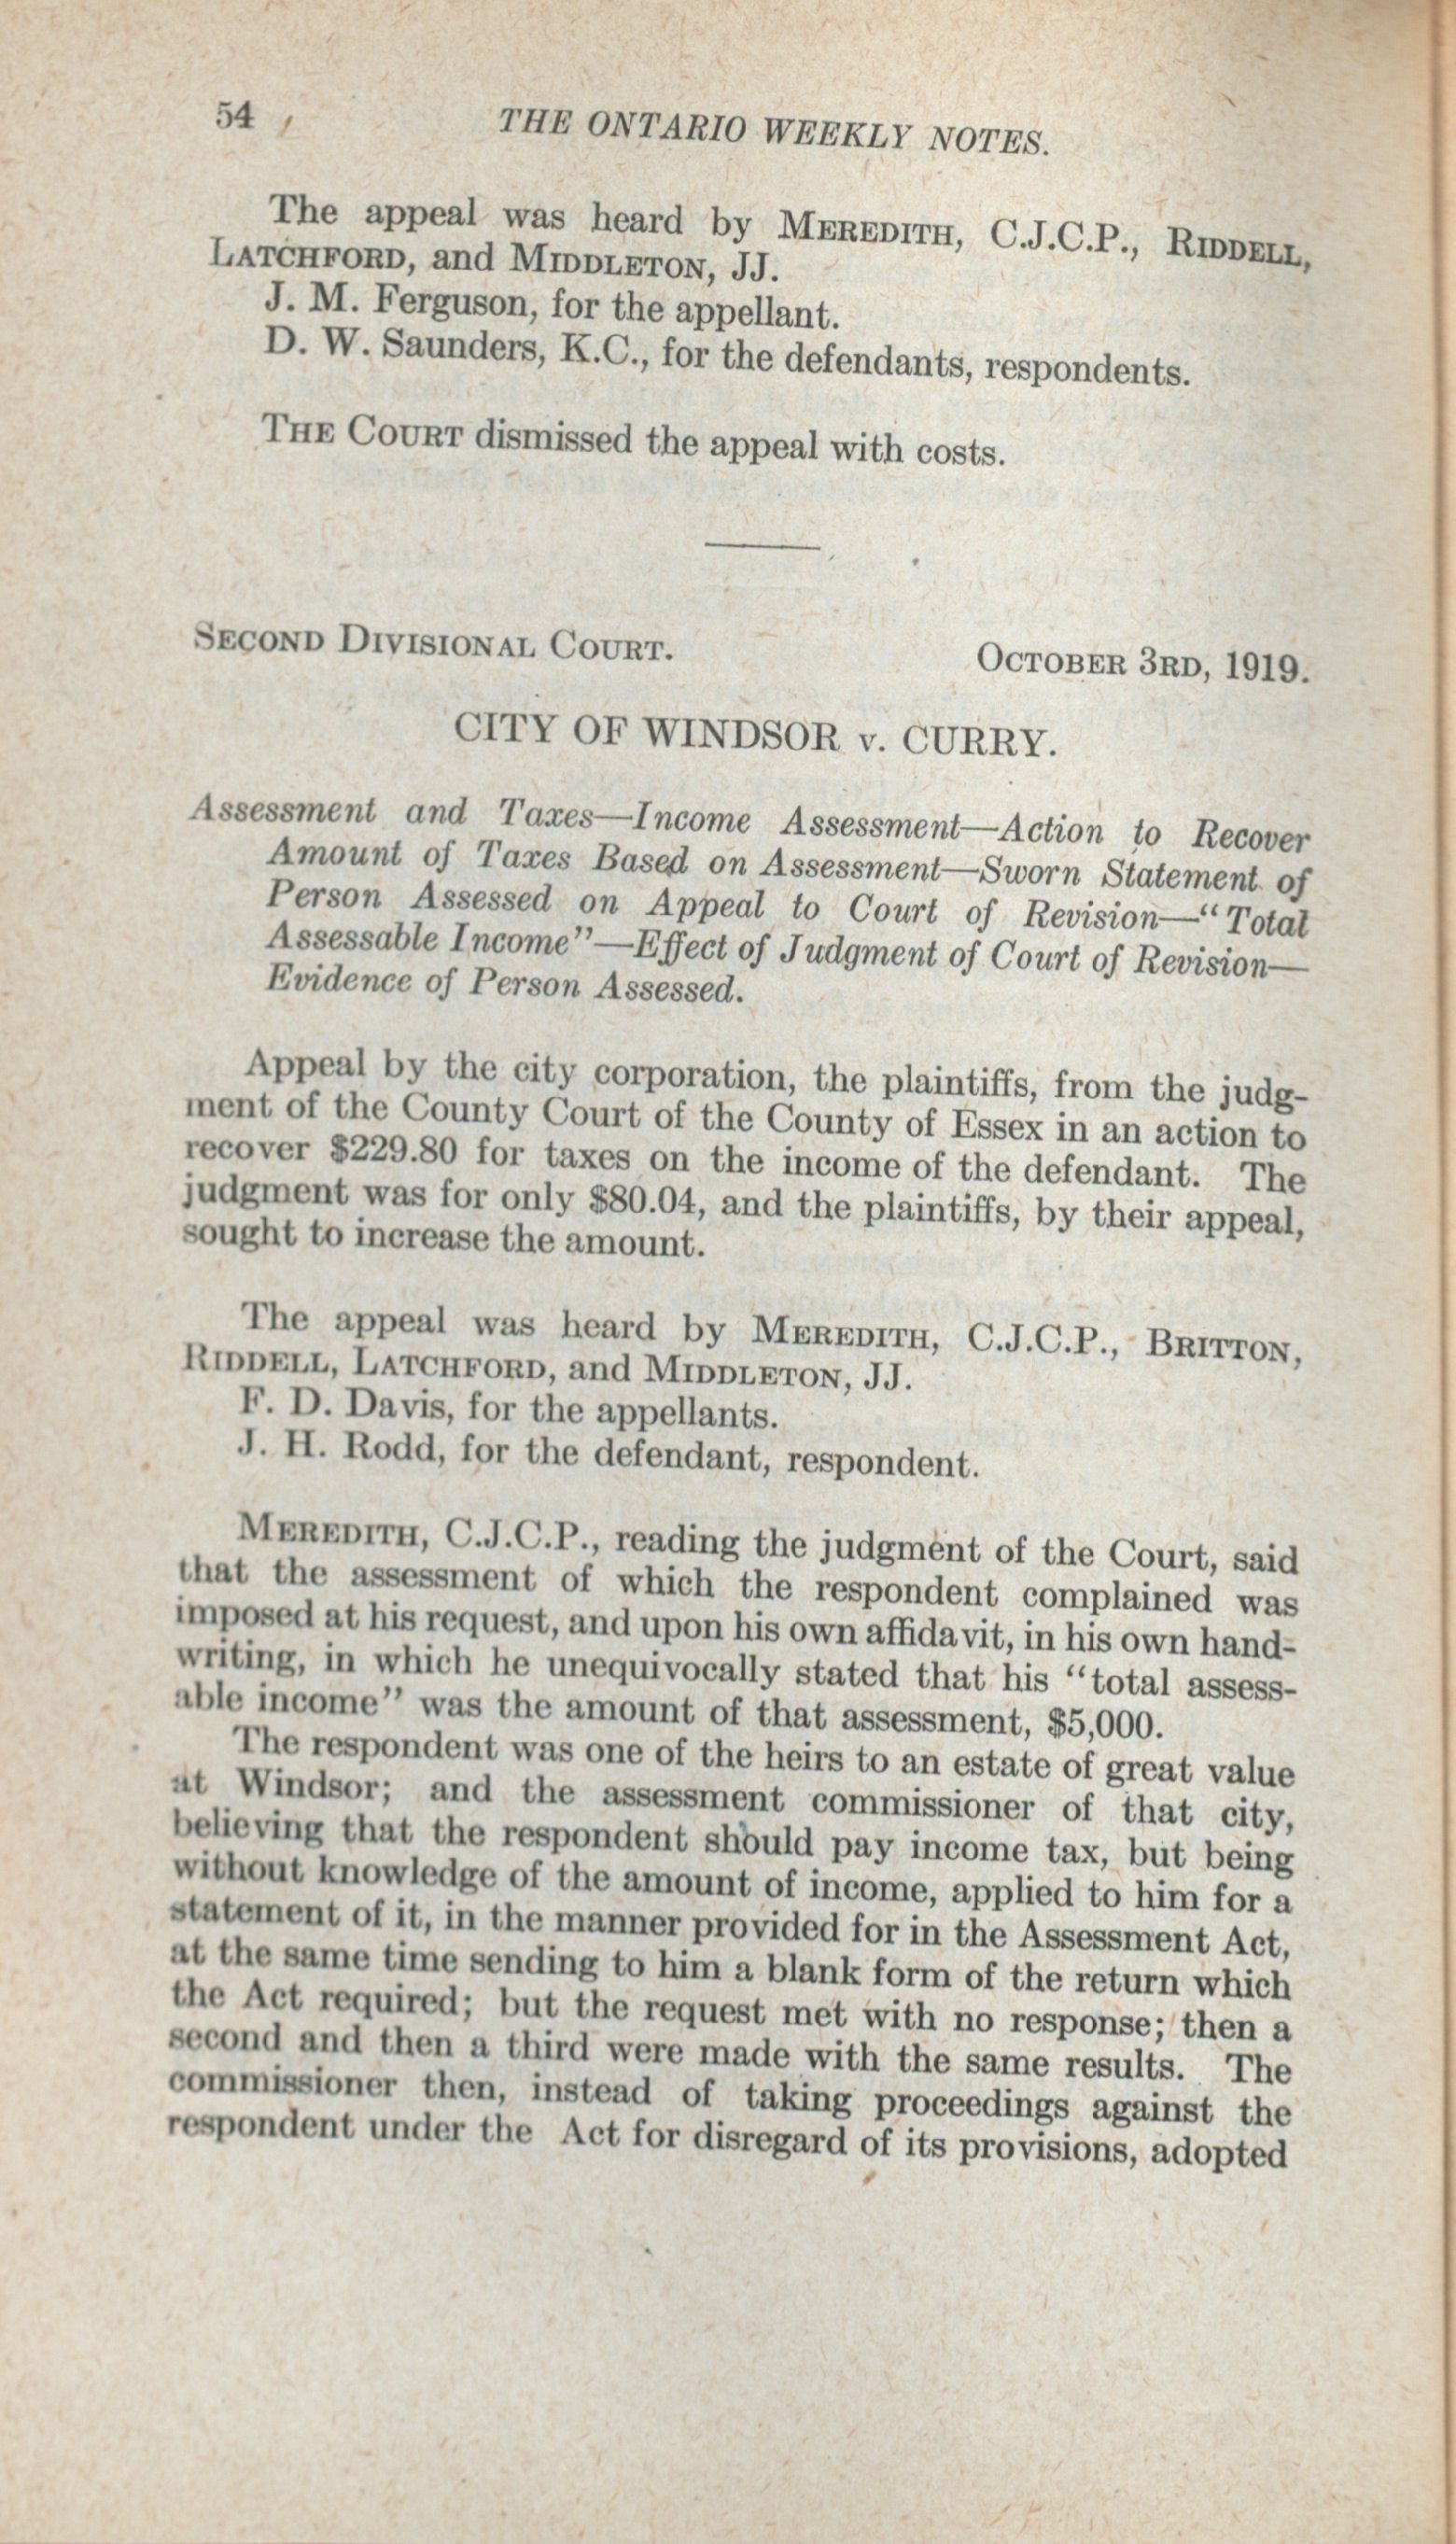 54
THE ONTARIO WEEKLY NOTES.
The appeal was heard by MEREDITH, C.J.C.P., RIDDELL,
LATCHFORD, and MIDDLETON, JJ.
J. M. Ferguson, for the appellant.
D. W. Saunders, K.C., for the defendants, respondents.
THE COURT dismissed the appeal with costs.
SECOND DIVISIONAL COURT.
OCTOBER 3RD, 1919.
CITY OF WINDSOR v. CURRY.
Assessment and Taxes—Income Assessment—Action to Recover
Amount of Taxes Based on Assessment—Sworn Statement of
Person Assessed on Appeal to Court of Revision—“Total
Assessable Income”—Effect of Judgment of Court of Revision—
Evidence of Person Assessed.
Appeal by the city corporation, the plaintiffs, from the judg-
ment of the County Court of the County of Essex in an action to
recover $229.80 for taxes on the income of the defendant. The
judgment was for only $80.04, and the plaintiffs, by their appeal,
sought to increase the amount.
The appeal was heard by MEREDITH, C.J.C.P., BRITTON,
RIDDELL, LATCHFORD, and MIDDLETON, JJ.
F. D. Davis, for the appellants.
J. H. Rodd, for the defendant, respondent.
MEREDITH, C.J.C.P., reading the judgment of the Court, said
that the assessment of which the respondent complained was
imposed at his request, and upon his own affidavit, in his own hand-
writing, in which he unequivocally stated that his “total assess-
able income” was the amount of that assessment, $5,000.
The respondent was one of the heirs to an estate of great value
at Windsor; and the assessment commissioner of that city,
believing that the respondent should pay income tax, but being
without knowledge of the amount of income, applied to him for a
statement of it, in the manner provided for in the Assessment Act,
at the same time sending to him a blank form of the return which
the Act required; but the request met with no response; then a
second and then a third were made with the same results. The
commissioner then, instead of taking proceedings against the
respondent under the Act for disregard of its provisions, adopted